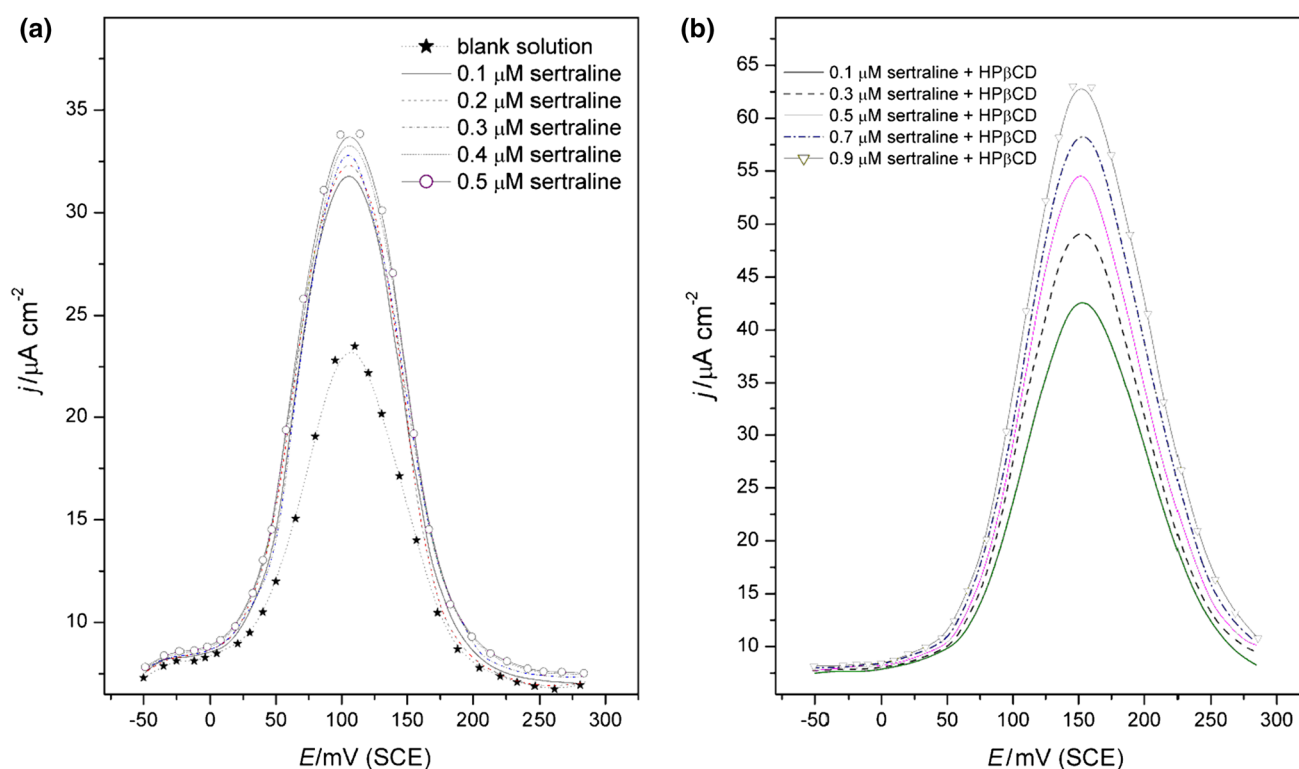 (a)
blank solution
0.1 μM sertraline
0.2 μM sertraline
0.3 μM sertraline
0.4 μM sertraline
0.5 μM sertraline
35
30
25
20
15
10
j/μA cm⁻²
-50 0 50 100 150 200 250 300
E/mV (SCE)
(b)
0.1 μM sertraline + HPβCD
0.3 μM sertraline + HPβCD
0.5 μM sertraline + HPβCD
0.7 μM sertraline + HPβCD
0.9 μM sertraline + HPβCD
65
60
55
50
45
40
35
30
25
20
15
10
j/μA cm⁻²
-50 0 50 100 150 200 250 300
E/mV (SCE)